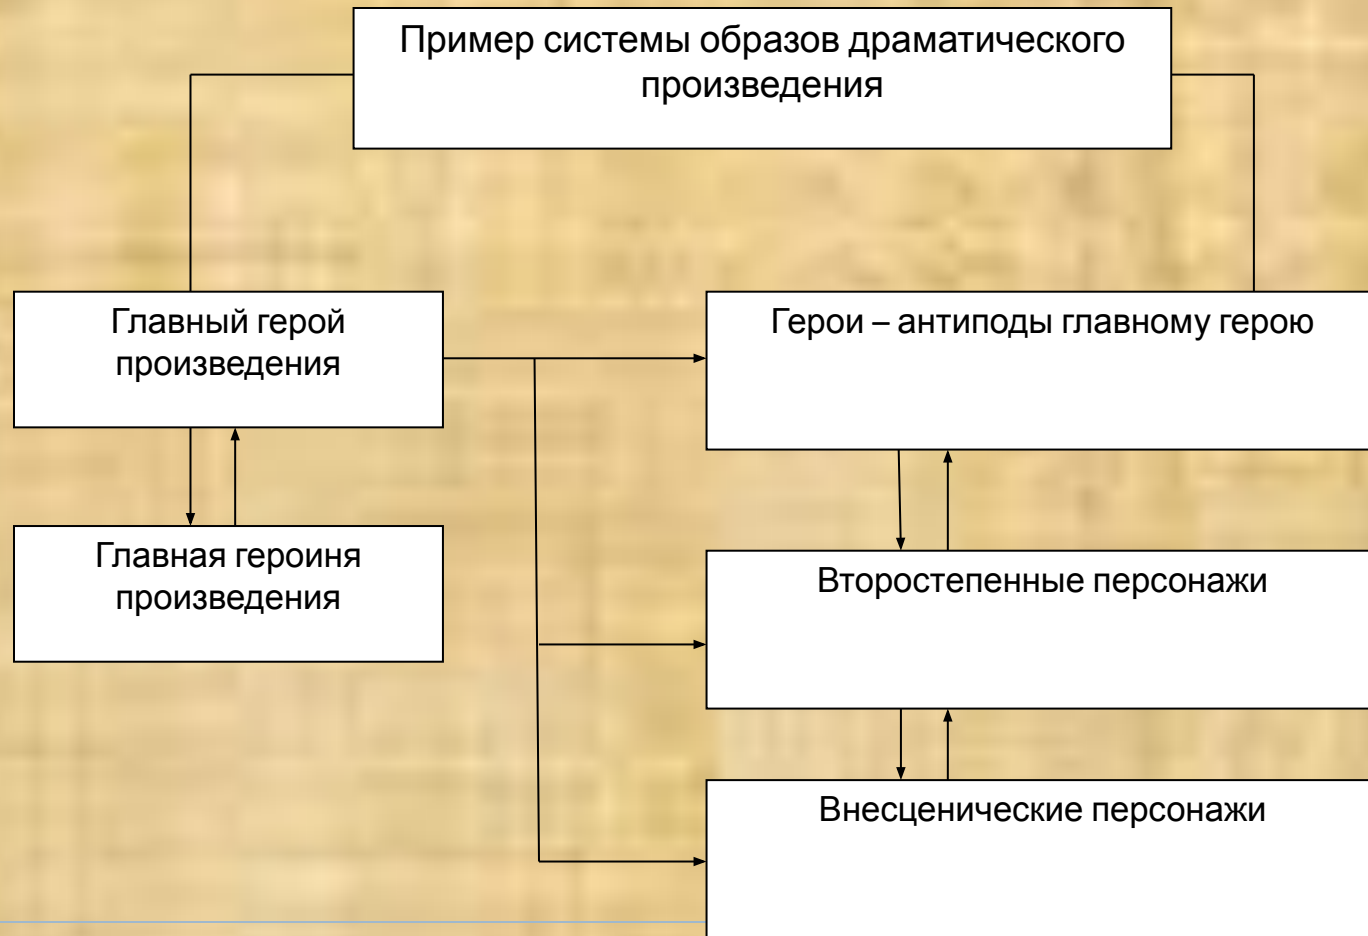 Пример системы образов драматического
произведения
Главный герой
произведения
Герои – антиподы главному герою
Главная героиня
произведения
Второстепенные персонажи
Внесценические персонажи